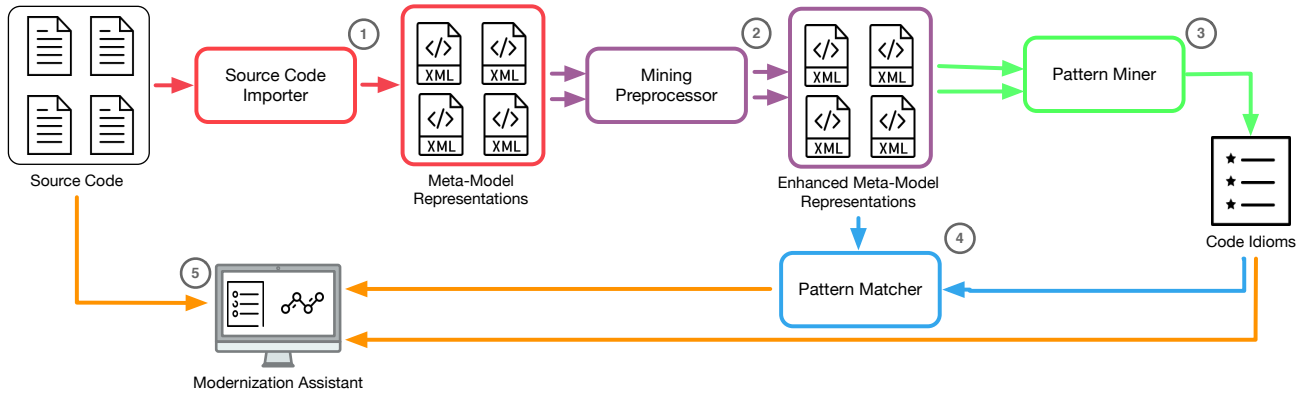 1
2
3
Source Code
Importer
Mining
Preprocessor
Pattern Miner
</>
XML
</>
XML
</>
XML
</>
XML
</>
XML
</>
XML
</>
XML
</>
XML
Source Code
Meta-Model
Representations
Enhanced Meta-Model
Representations
Code Idioms
4
5
Pattern Matcher
Modernization Assistant